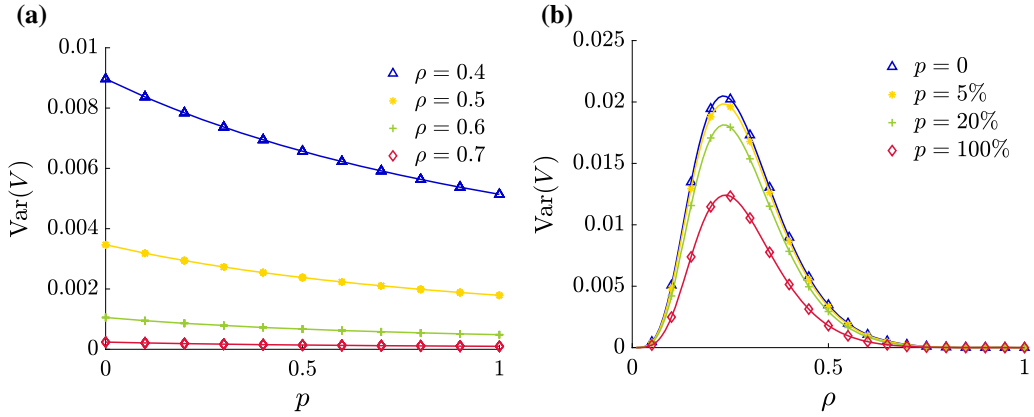 (a)
0.01
0.008
0.006
0.004
0.002
0
Var(V)
0
0.5
1
p
ρ = 0.4
ρ = 0.5
ρ = 0.6
ρ = 0.7
(b)
0.025
0.02
0.015
0.01
0.005
0
Var(V)
0
0.5
1
ρ
p = 0
p = 5%
p = 20%
p = 100%